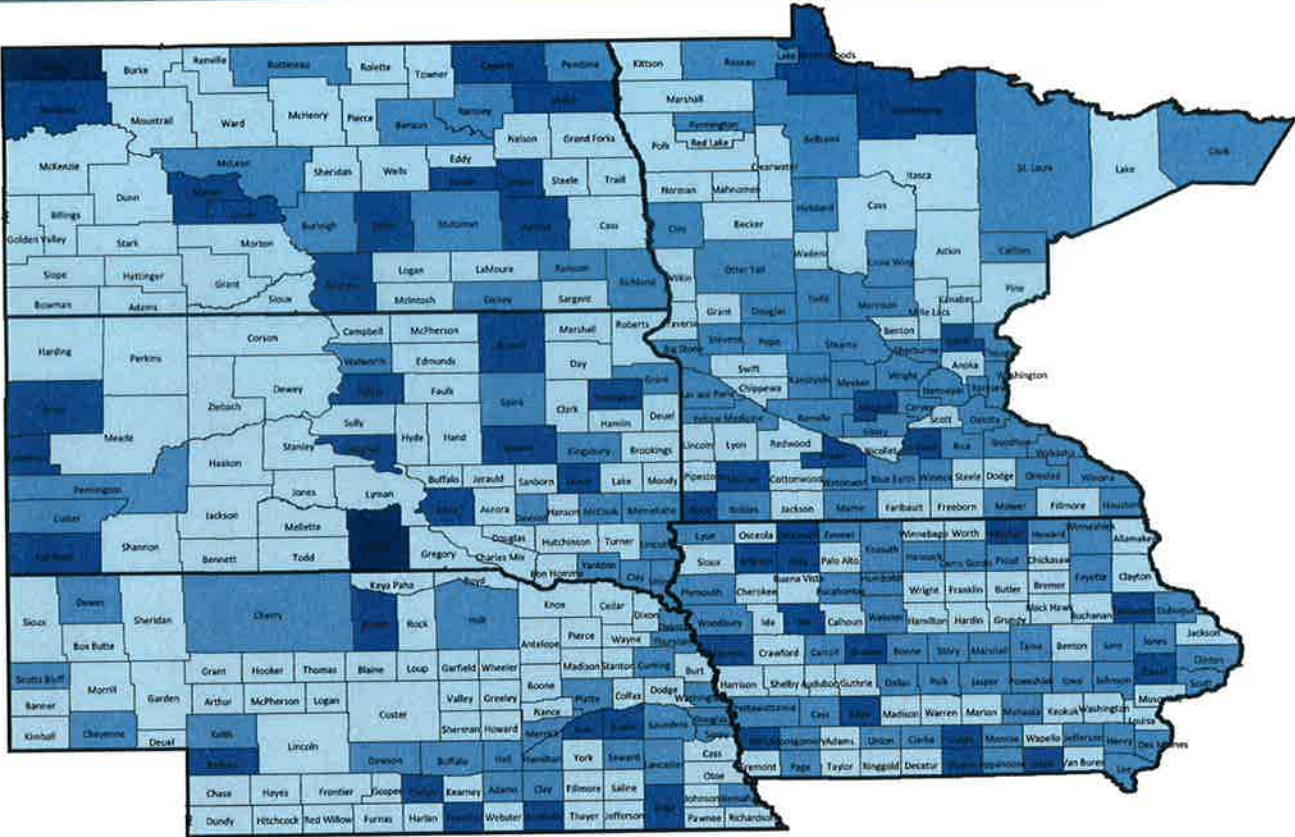 Burke
Renville
Bottineau
Rolette
Towner
Cavalier
Pembina
Williams
Mountrail
Ward
McHenry
Pierce
Benson
Ramsey
Walsh
Nelson
Grand Forks
McKenzie
McLean
Sheridan
Wells
Eddy
Foster
Griggs
Steele
Traill
Dunn
Mercer
Oliver
Billings
Golden Valley
Stark
Morton
Burleigh
Kidder
Stutsman
Barnes
Cass
Slope
Hettinger
Grant
Sioux
Emmons
Logan
LaMoure
Ransom
Richland
Bowman
Adams
McIntosh
Dickey
Sargent
Kittson
Roseau
Lake of the Woods
Koochiching
Marshall
Pennington
Red Lake
Polk
Beltrami
Clearwater
Itasca
St. Louis
Lake
Cook
Norman
Mahnomen
Hubbard
Cass
Clay
Becker
Wadena
Crow Wing
Aitkin
Carlton
Wilkin
Otter Tail
Todd
Morrison
Kanabec
Pine
Grant
Douglas
Mille Lacs
Benton
Traverse
Stevens
Pope
Stearns
Sherburne
Isanti
Chisago
Big Stone
Swift
Anoka
Washington
Chippewa
Kandiyohi
Meeker
Wright
Hennepin
Ramsey
Lac qui Parle
Yellow Medicine
Renville
McLeod
Carver
Scott
Dakota
Sibley
Lincoln
Lyon
Redwood
Brown
Nicollet
Rice
Goodhue
Wabasha
Pipestone
Murray
Cottonwood
Watonwan
Blue Earth
Waseca
Steele
Dodge
Olmsted
Winona
Rock
Nobles
Jackson
Martin
Faribault
Freeborn
Mower
Fillmore
Houston
Harding
Perkins
Corson
Campbell
McPherson
Brown
Marshall
Roberts
Walworth
Edmunds
Day
Butte
Ziebach
Dewey
Potter
Faulk
Spink
Clark
Codington
Grant
Meade
Sully
Hamlin
Deuel
Lawrence
Haakon
Stanley
Hughes
Hyde
Hand
Beadle
Kingsbury
Brookings
Pennington
Jones
Lyman
Buffalo
Jerauld
Sanborn
Miner
Lake
Moody
Custer
Jackson
Mellette
Brule
Aurora
Davison
Hanson
McCook
Minnehaha
Fall River
Shannon
Bennett
Todd
Tripp
Gregory
Charles Mix
Douglas
Hutchinson
Turner
Lincoln
Bon Homme
Yankton
Clay
Union
Sioux
Dawes
Sheridan
Cherry
Keya Paha
Boyd
Brown
Rock
Holt
Knox
Cedar
Dixon
Dakota
Box Butte
Antelope
Pierce
Wayne
Thurston
Scotts Bluff
Morrill
Garden
Grant
Hooker
Thomas
Blaine
Loup
Garfield
Wheeler
Madison
Stanton
Cuming
Burt
Banner
Arthur
McPherson
Logan
Custer
Valley
Greeley
Boone
Nance
Platte
Colfax
Dodge
Washington
Kimball
Cheyenne
Deuel
Keith
Lincoln
Sherman
Howard
Merrick
Polk
Butler
Saunders
Douglas
Sarpy
Perkins
Dawson
Buffalo
Hall
Hamilton
York
Seward
Lancaster
Cass
Otoe
Chase
Hayes
Frontier
Gosper
Phelps
Kearney
Adams
Clay
Fillmore
Saline
Johnson
Nemaha
Dundy
Hitchcock
Red Willow
Furnas
Harlan
Franklin
Webster
Nuckolls
Thayer
Jefferson
Gage
Pawnee
Richardson
Lyon
Osceola
Dickinson
Emmet
Winnebago
Worth
Mitchell
Howard
Winneshiek
Allamakee
Sioux
O'Brien
Clay
Palo Alto
Kossuth
Hancock
Cerro Gordo
Floyd
Chickasaw
Plymouth
Cherokee
Buena Vista
Pocahontas
Humboldt
Wright
Franklin
Butler
Bremer
Fayette
Clayton
Woodbury
Ida
Sac
Calhoun
Webster
Hamilton
Hardin
Grundy
Black Hawk
Buchanan
Delaware
Dubuque
Monona
Crawford
Carroll
Greene
Boone
Story
Marshall
Tama
Benton
Linn
Jones
Jackson
Harrison
Shelby
Audubon
Guthrie
Dallas
Polk
Jasper
Poweshiek
Iowa
Johnson
Cedar
Clinton
Scott
Pottawattamie
Cass
Adair
Madison
Warren
Marion
Mahaska
Keokuk
Washington
Muscatine
Louisa
Mills
Montgomery
Adams
Union
Clarke
Lucas
Monroe
Wapello
Jefferson
Henry
Des Moines
Fremont
Page
Taylor
Ringgold
Decatur
Wayne
Appanoose
Davis
Van Buren
Lee